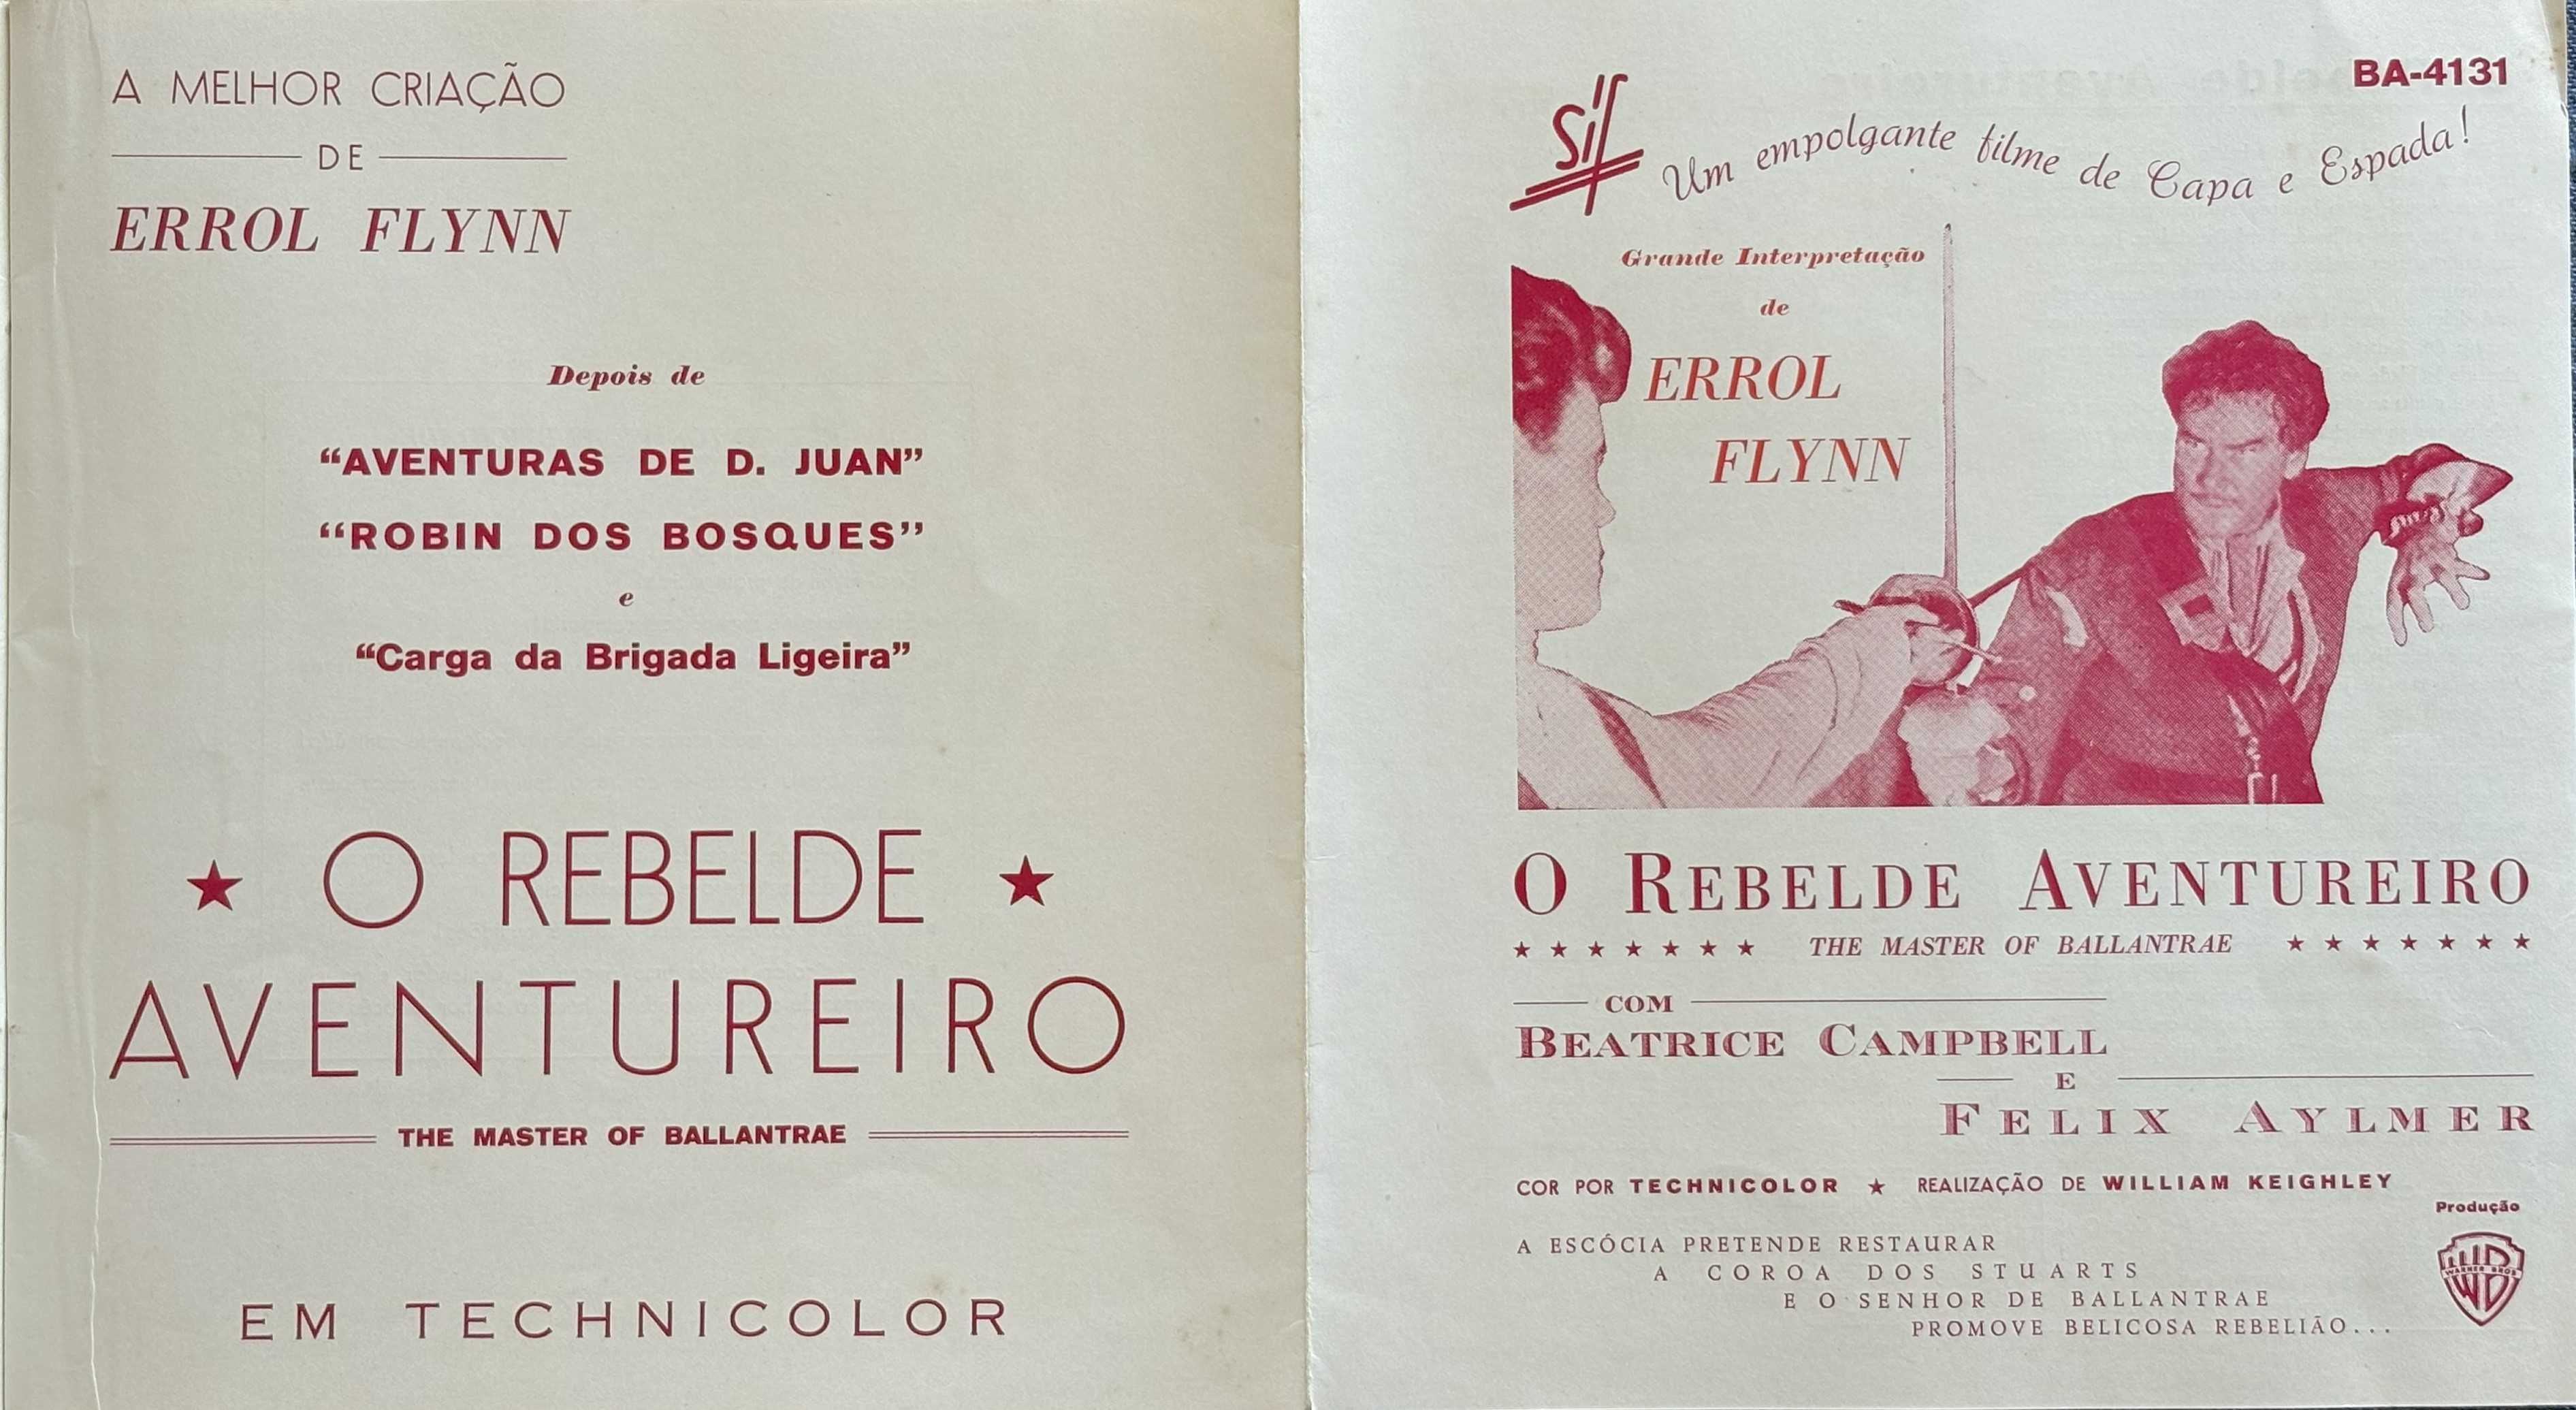 A MELHOR CRIAÇÃO
DE
ERROL FLYNN
Depois de
“AVENTURAS DE D. JUAN”
“ROBIN DOS BOSQUES”
e
“Carga da Brigada Ligeira”
★ O REBELDE ★
AVENTUREIRO
THE MASTER OF BALLANTRAE
EM TECHNICOLOR
BA-4131
Sif
Um empolgante filme de Capa e Espada!
Grande Interpretação
de
ERROL
FLYNN
O REBELDE AVENTUREIRO
★ ★ ★ ★ ★ ★ ★ THE MASTER OF BALLANTRAE ★ ★ ★ ★ ★ ★ ★
COM
BEATRICE CAMPBELL
E
FELIX AYLMER
COR POR TECHNICOLOR ★ REALIZAÇÃO DE WILLIAM KEIGHLEY
A ESCÓCIA PRETENDE RESTAURAR
A COROA DOS STUARTS
E O SENHOR DE BALLANTRAE
PROMOVE BELICOSA REBELIÃO...
Produção
WB
WARNER BROS